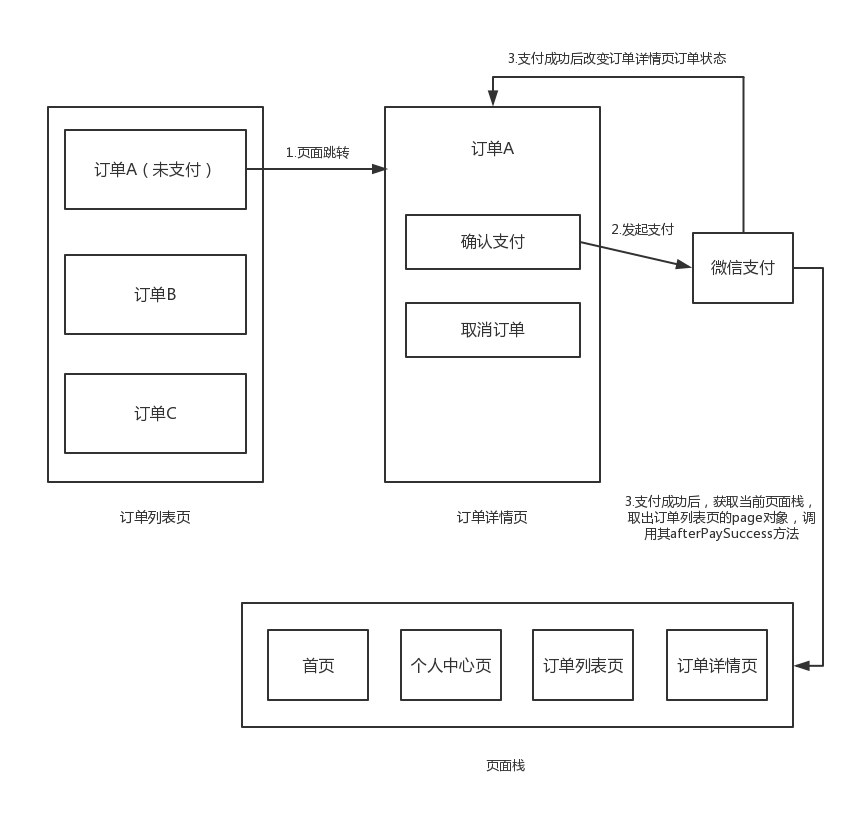 3.支付成功后改变订单详情页订单状态
订单A（未支付）
1.页面跳转
订单A
确认支付
2.发起支付
微信支付
订单B
取消订单
订单C
订单列表页
订单详情页
3.支付成功后，获取当前页面栈，
取出订单列表页的page对象，调
用其afterPaySuccess方法
首页
个人中心页
订单列表页
订单详情页
页面栈